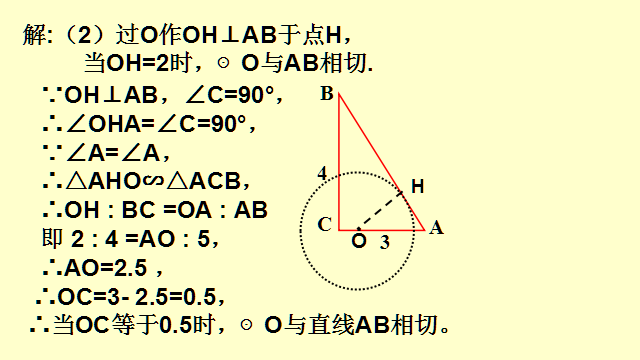 解:（2）过O作OH⊥AB于点H，
当OH=2时，⊙O与AB相切.
∵OH⊥AB，∠C=90°，
∴∠OHA=∠C=90°，
∵∠A=∠A，
∴△AHO∽△ACB，
∴OH : BC =OA : AB
即 2 : 4 =AO : 5，
∴AO=2.5 ，
∴OC=3- 2.5=0.5，
∴当OC等于0.5时，⊙O与直线AB相切。
B
4
H
C
O
3
A